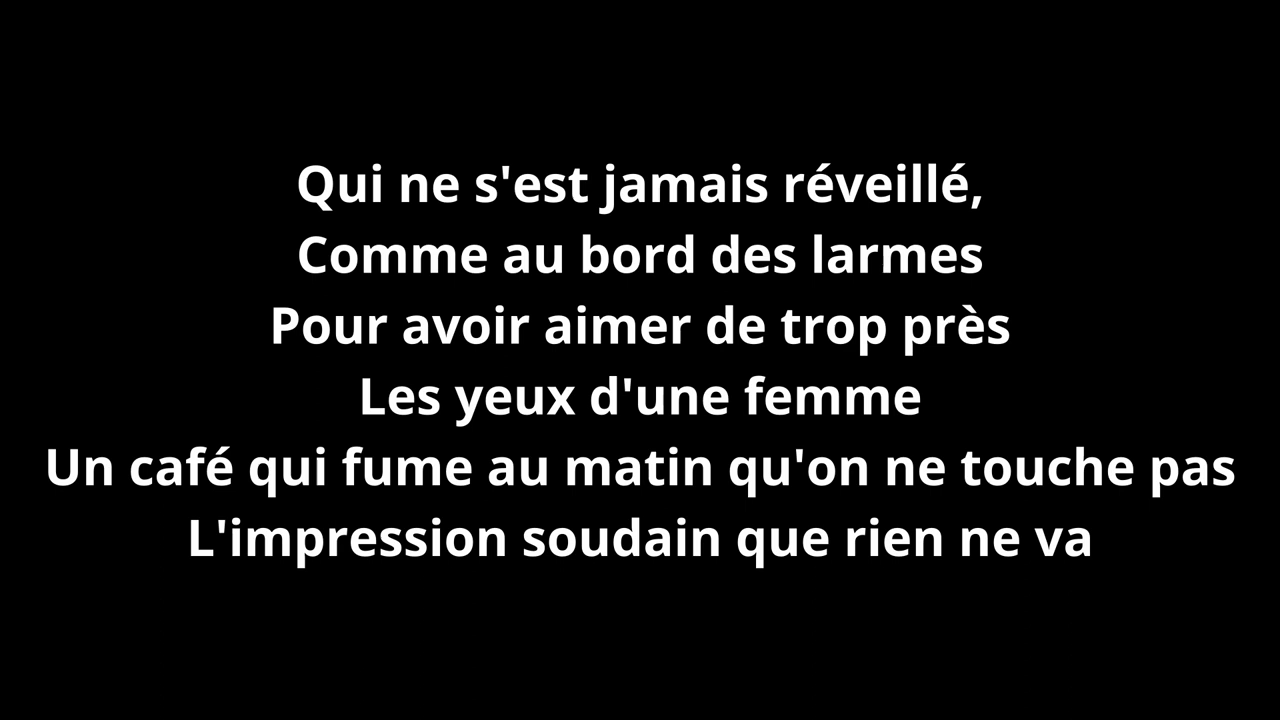 Qui ne s'est jamais réveillé,
Comme au bord des larmes
Pour avoir aimer de trop près
Les yeux d'une femme
Un café qui fume au matin qu'on ne touche pas
L'impression soudain que rien ne va